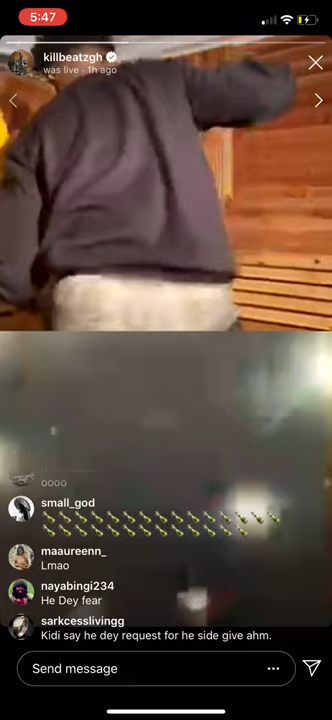 5:47
killbeatzgh
was live · 1h ago
oooo
small_god
maaureenn_
Lmao
nayabingi234
He Dey fear
sarkcesslivingg
Kidi say he dey request for he side give ahm.
Send message